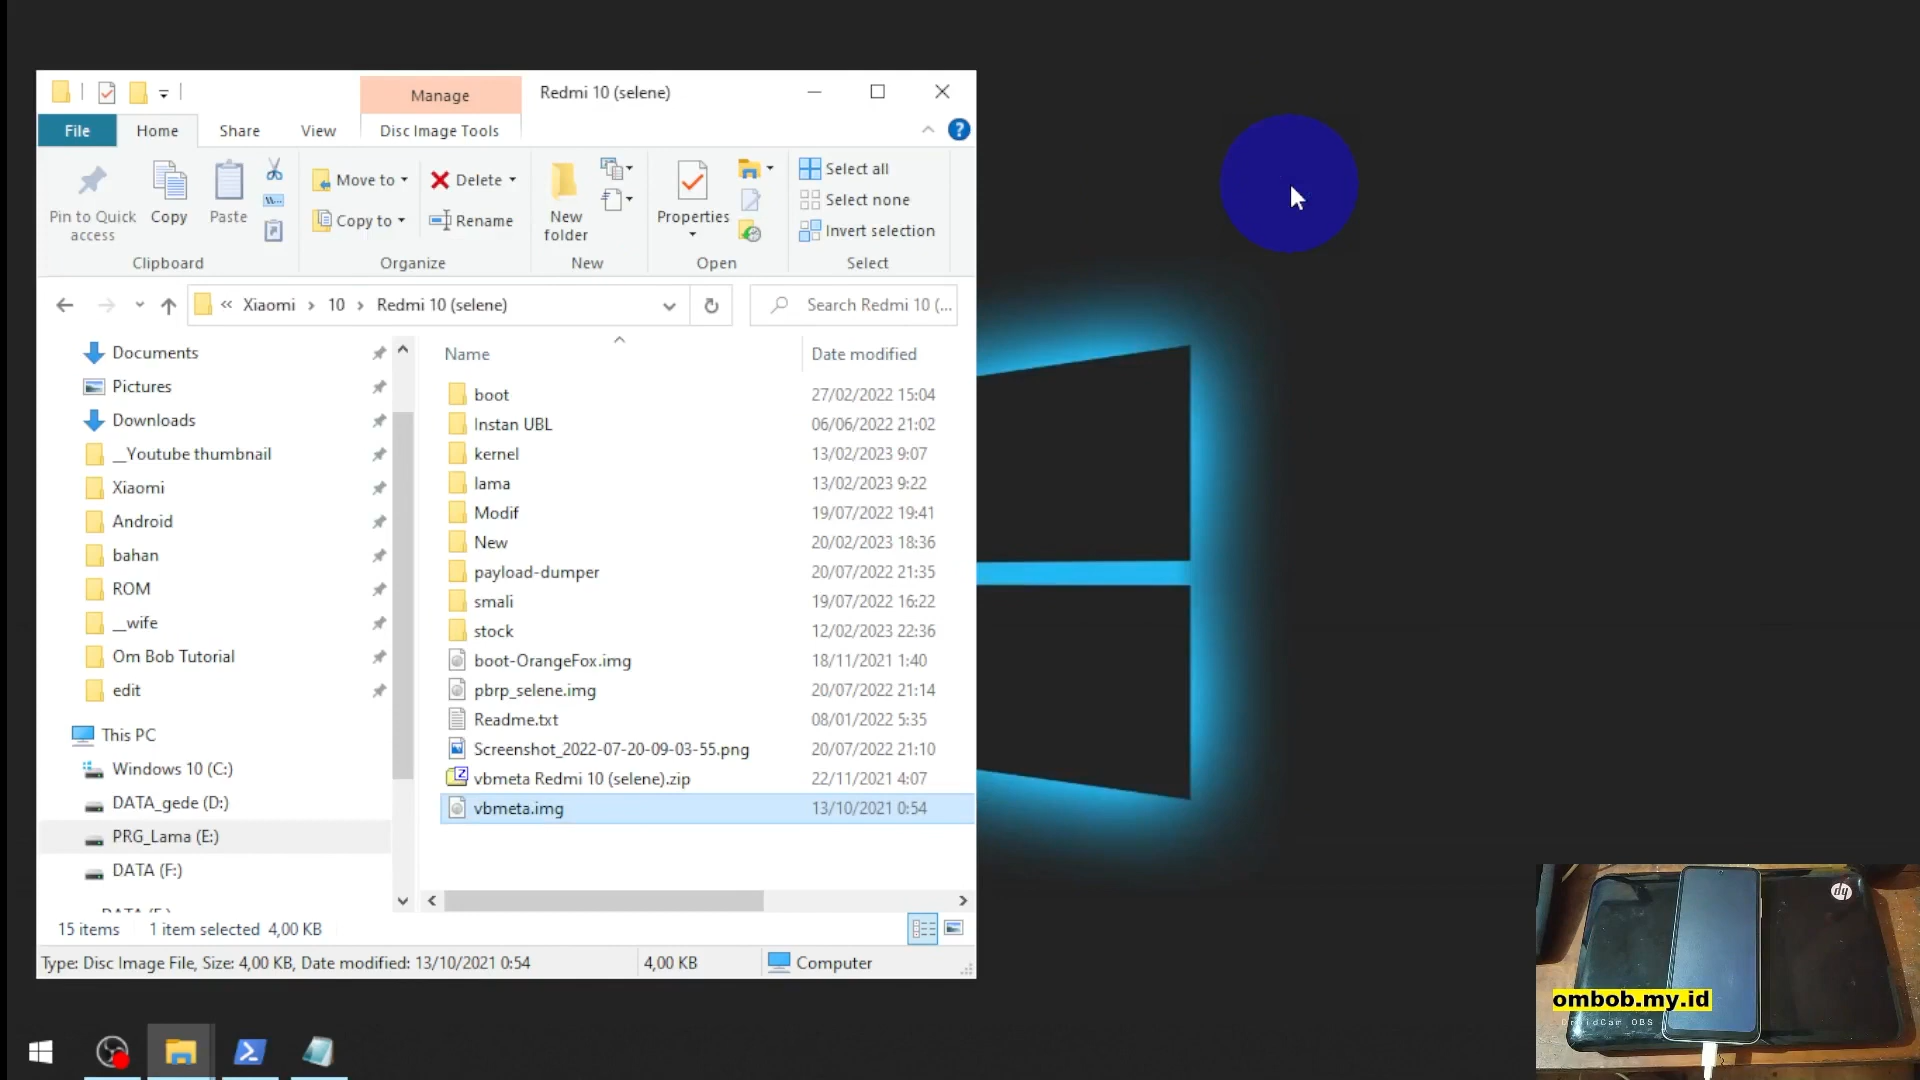 Manage
Redmi 10 (selene)
File
Home
Share
View
Disc Image Tools
Pin to Quick access
Copy
Paste
Move to
Copy to
Delete
Rename
New folder
Properties
Select all
Select none
Invert selection
Clipboard
Organize
New
Open
Select
« Xiaomi › 10 › Redmi 10 (selene)
Search Redmi 10 (...
Documents
Pictures
Downloads
__Youtube thumbnail
Xiaomi
Android
bahan
ROM
__wife
Om Bob Tutorial
edit
This PC
Windows 10 (C:)
DATA_gede (D:)
PRG_Lama (E:)
DATA (F:)
Name Date modified
boot 27/02/2022 15:04
Instan UBL 06/06/2022 21:02
kernel 13/02/2023 9:07
lama 13/02/2023 9:22
Modif 19/07/2022 19:41
New 20/02/2023 18:36
payload-dumper 20/07/2022 21:35
smali 19/07/2022 16:22
stock 12/02/2023 22:36
boot-OrangeFox.img 18/11/2021 1:40
pbrp_selene.img 20/07/2022 21:14
Readme.txt 08/01/2022 5:35
Screenshot_2022-07-20-09-03-55.png 20/07/2022 21:10
vbmeta Redmi 10 (selene).zip 22/11/2021 4:07
vbmeta.img 13/10/2021 0:54
15 items 1 item selected 4,00 KB
Type: Disc Image File, Size: 4,00 KB, Date modified: 13/10/2021 0:54 4,00 KB Computer
hp
ombob.my.id
DroidCam OBS